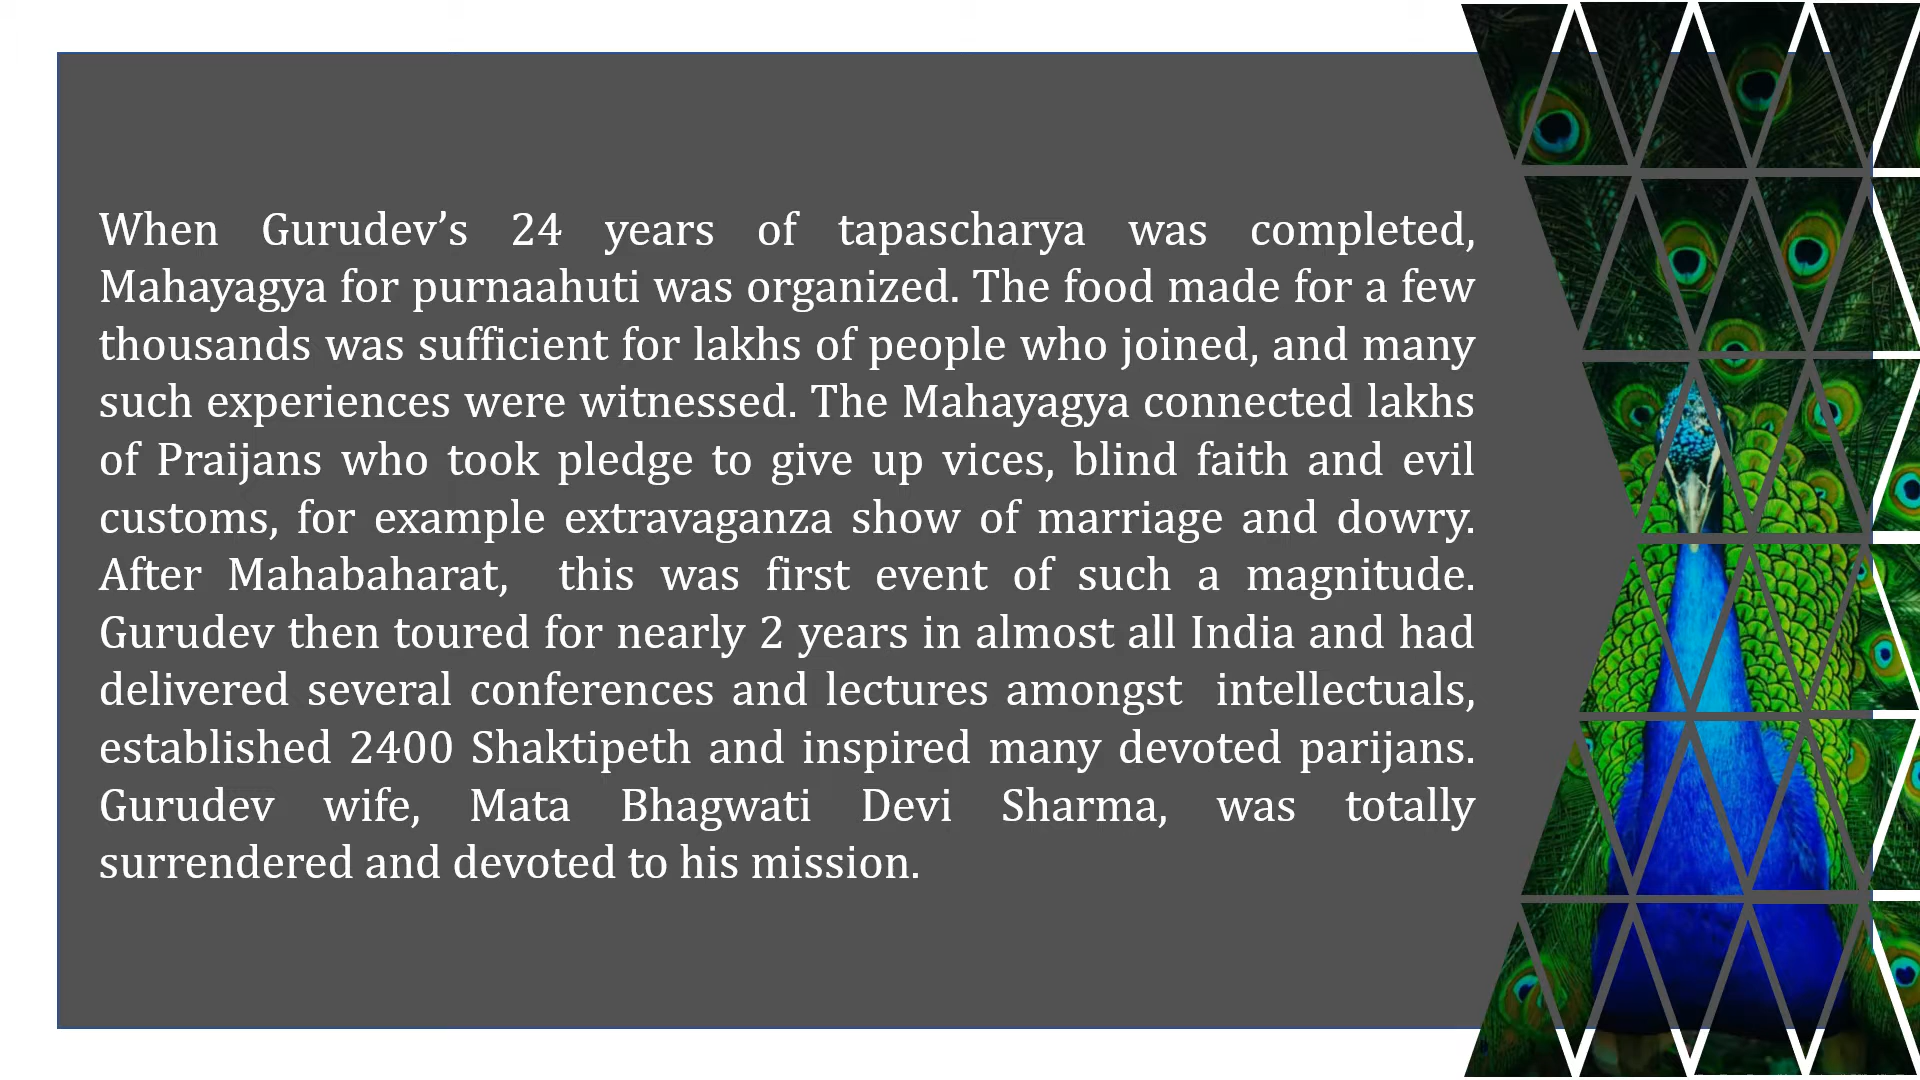 When Gurudev’s 24 years of tapascharya was completed,
Mahayagya for purnaahuti was organized. The food made for a few
thousands was sufficient for lakhs of people who joined, and many
such experiences were witnessed. The Mahayagya connected lakhs
of Praijans who took pledge to give up vices, blind faith and evil
customs, for example extravaganza show of marriage and dowry.
After Mahabaharat, this was first event of such a magnitude.
Gurudev then toured for nearly 2 years in almost all India and had
delivered several conferences and lectures amongst intellectuals,
established 2400 Shaktipeth and inspired many devoted parijans.
Gurudev wife, Mata Bhagwati Devi Sharma, was totally
surrendered and devoted to his mission.